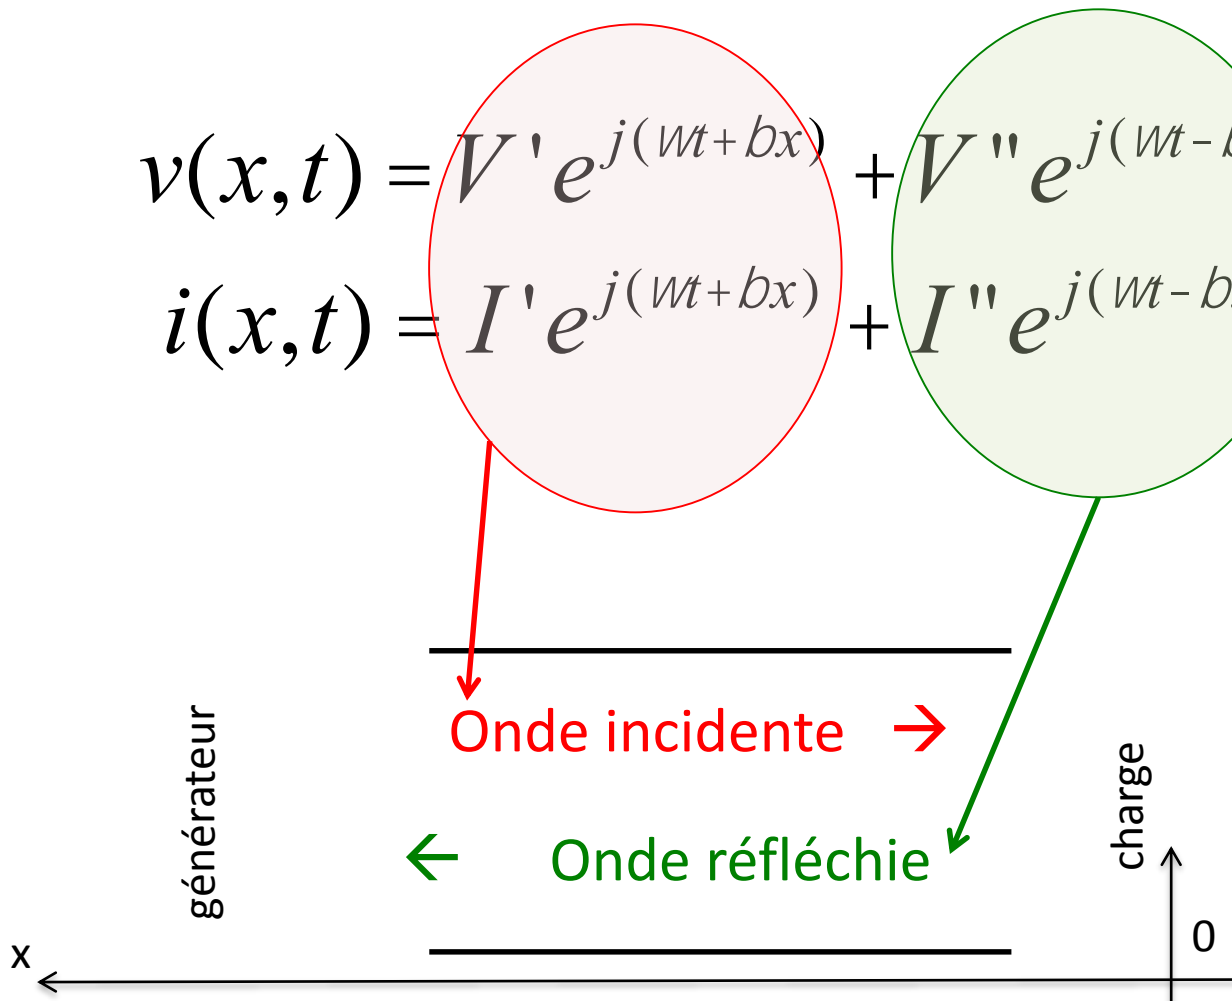 v(x,t) = V'e^{j(wt+bx)} + V"e^{j(wt-b
i(x,t) = I'e^{j(wt+bx)} + I"e^{j(wt-b
Onde incidente →
générateur
charge
← Onde réfléchie
0
x